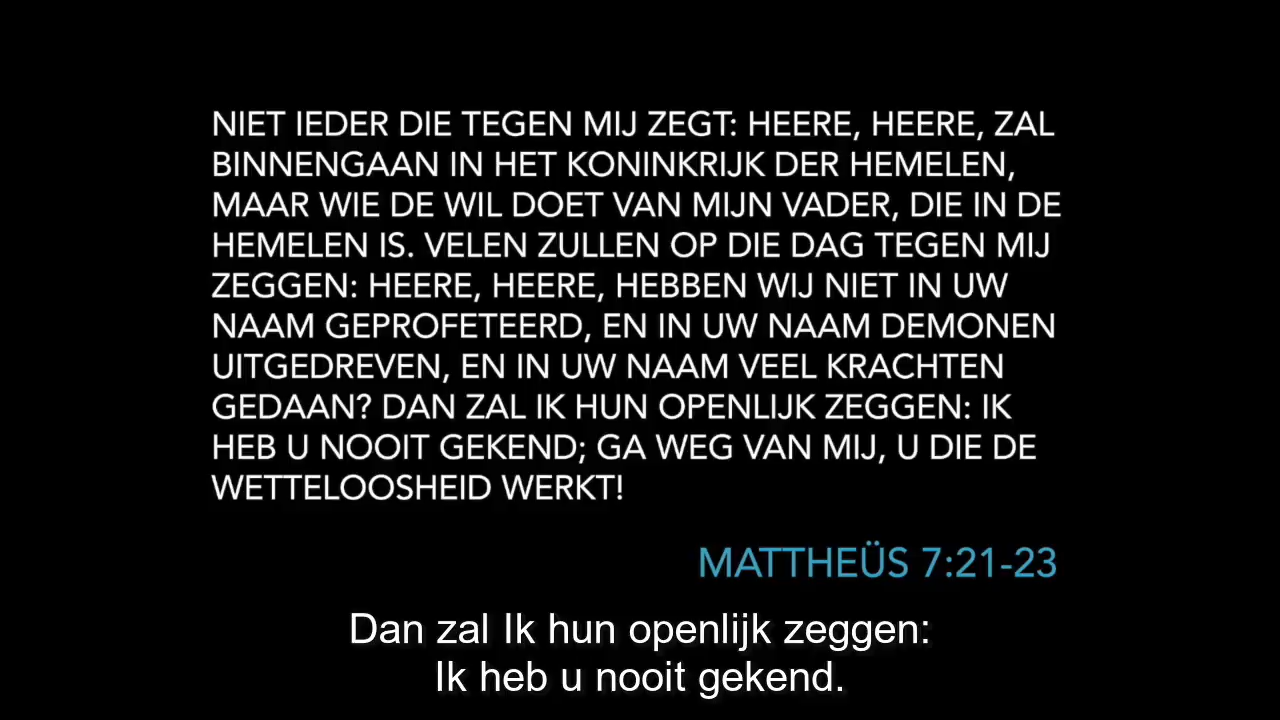 NIET IEDER DIE TEGEN MIJ ZEGT: HEERE, HEERE, ZAL
BINNENGAAN IN HET KONINKRIJK DER HEMELEN,
MAAR WIE DE WIL DOET VAN MIJN VADER, DIE IN DE
HEMELEN IS. VELEN ZULLEN OP DIE DAG TEGEN MIJ
ZEGGEN: HEERE, HEERE, HEBBEN WIJ NIET IN UW
NAAM GEPROFETEERD, EN IN UW NAAM DEMONEN
UITGEDREVEN, EN IN UW NAAM VEEL KRACHTEN
GEDAAN? DAN ZAL IK HUN OPENLIJK ZEGGEN: IK
HEB U NOOIT GEKEND; GA WEG VAN MIJ, U DIE DE
WETTELOOSHEID WERKT!
MATTHEÜS 7:21-23
Dan zal Ik hun openlijk zeggen:
Ik heb u nooit gekend.